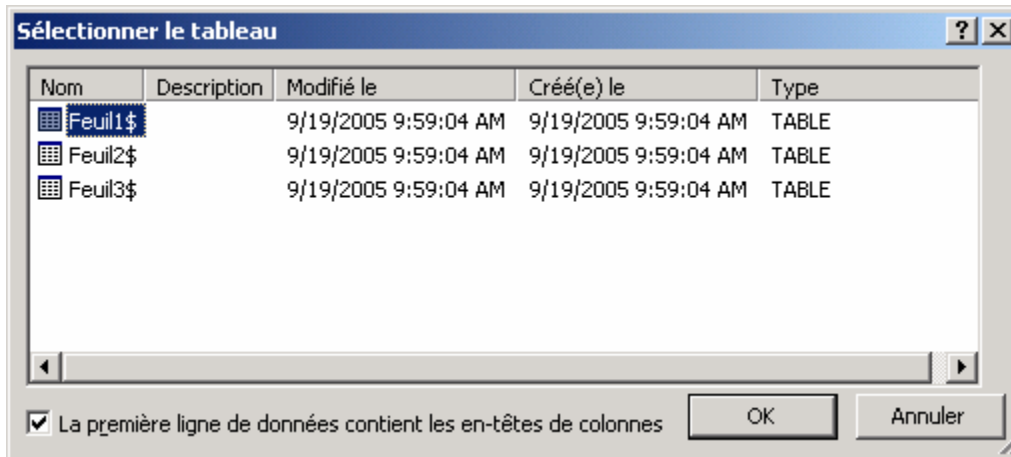 Sélectionner le tableau
Nom Description Modifié le Créé(e) le Type
Feuil1$ 9/19/2005 9:59:04 AM 9/19/2005 9:59:04 AM TABLE
Feuil2$ 9/19/2005 9:59:04 AM 9/19/2005 9:59:04 AM TABLE
Feuil3$ 9/19/2005 9:59:04 AM 9/19/2005 9:59:04 AM TABLE
La première ligne de données contient les en-têtes de colonnes OK Annuler